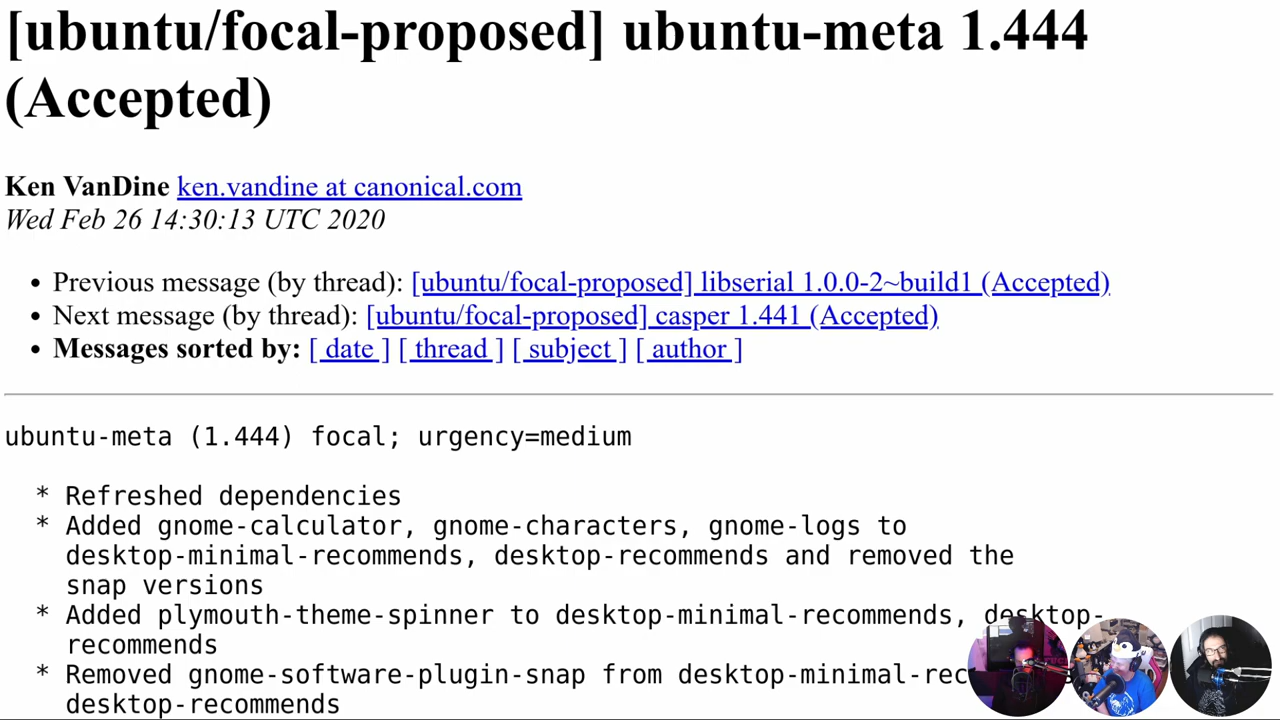 [ubuntu/focal-proposed] ubuntu-meta 1.444
(Accepted)
Ken VanDine ken.vandine at canonical.com
Wed Feb 26 14:30:13 UTC 2020
• Previous message (by thread): [ubuntu/focal-proposed] libserial 1.0.0-2~build1 (Accepted)
• Next message (by thread): [ubuntu/focal-proposed] casper 1.441 (Accepted)
• Messages sorted by: [ date ] [ thread ] [ subject ] [ author ]
ubuntu-meta (1.444) focal; urgency=medium
* Refreshed dependencies
* Added gnome-calculator, gnome-characters, gnome-logs to
desktop-minimal-recommends, desktop-recommends and removed the
snap versions
* Added plymouth-theme-spinner to desktop-minimal-recommends, desktop-
recommends
* Removed gnome-software-plugin-snap from desktop-minimal-rec
desktop-recommends